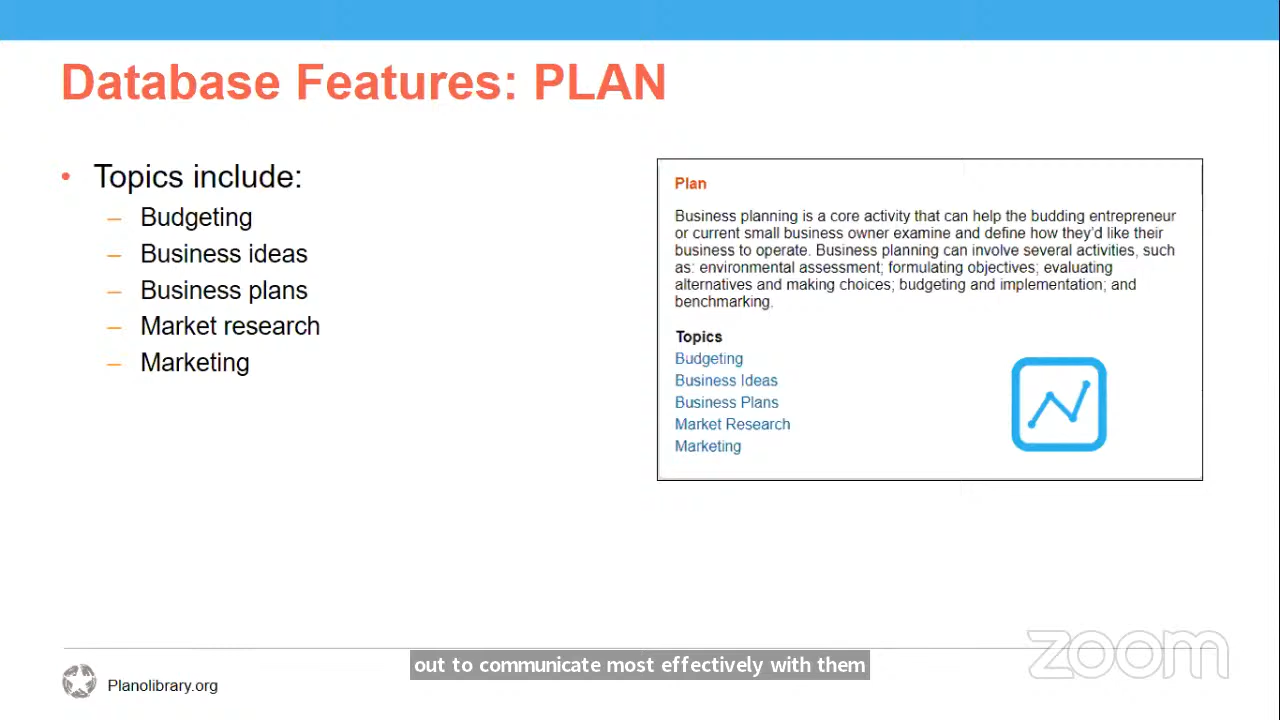 Database Features: PLAN
• Topics include:
– Budgeting
– Business ideas
– Business plans
– Market research
– Marketing
Plan
Business planning is a core activity that can help the budding entrepreneur
or current small business owner examine and define how they'd like their
business to operate. Business planning can involve several activities, such
as: environmental assessment; formulating objectives; evaluating
alternatives and making choices; budgeting and implementation; and
benchmarking.
Topics
Budgeting
Business Ideas
Business Plans
Market Research
Marketing
out to communicate most effectively with them
Planolibrary.org
zoom